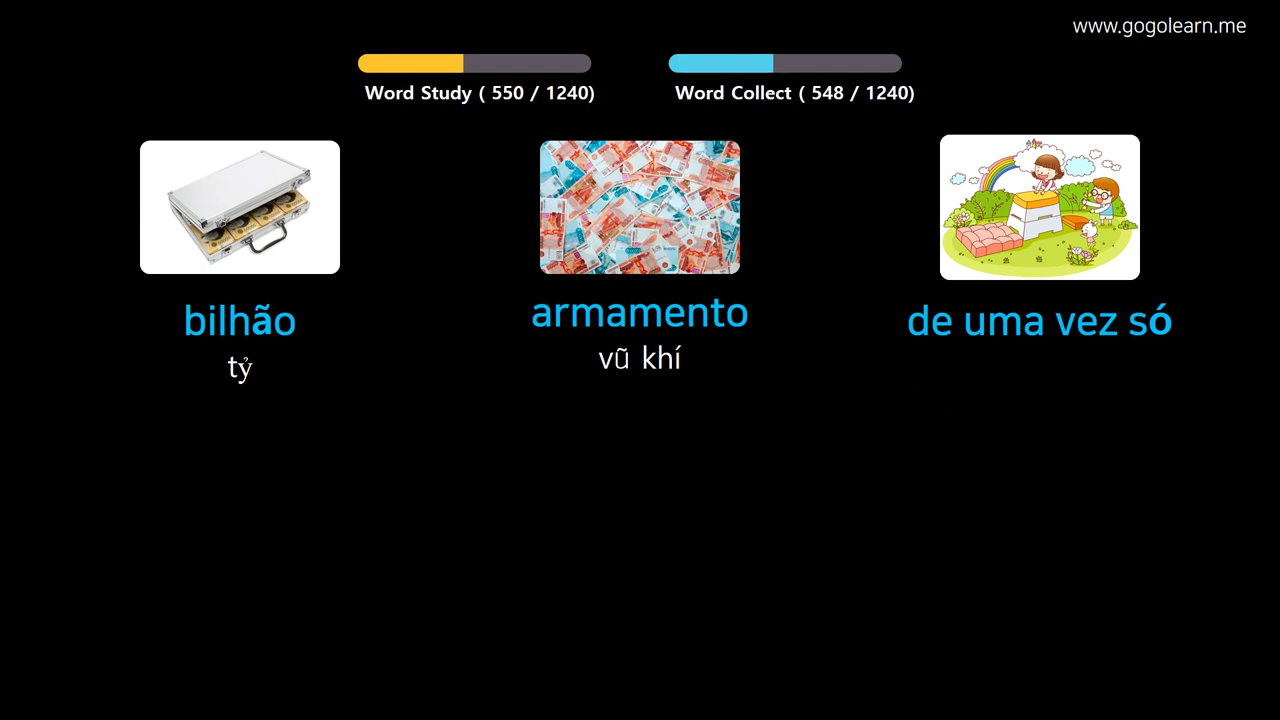 www.gogolearn.me
Word Study ( 550 / 1240)
Word Collect ( 548 / 1240)
bilhão
tỷ
armamento
vũ khí
de uma vez só